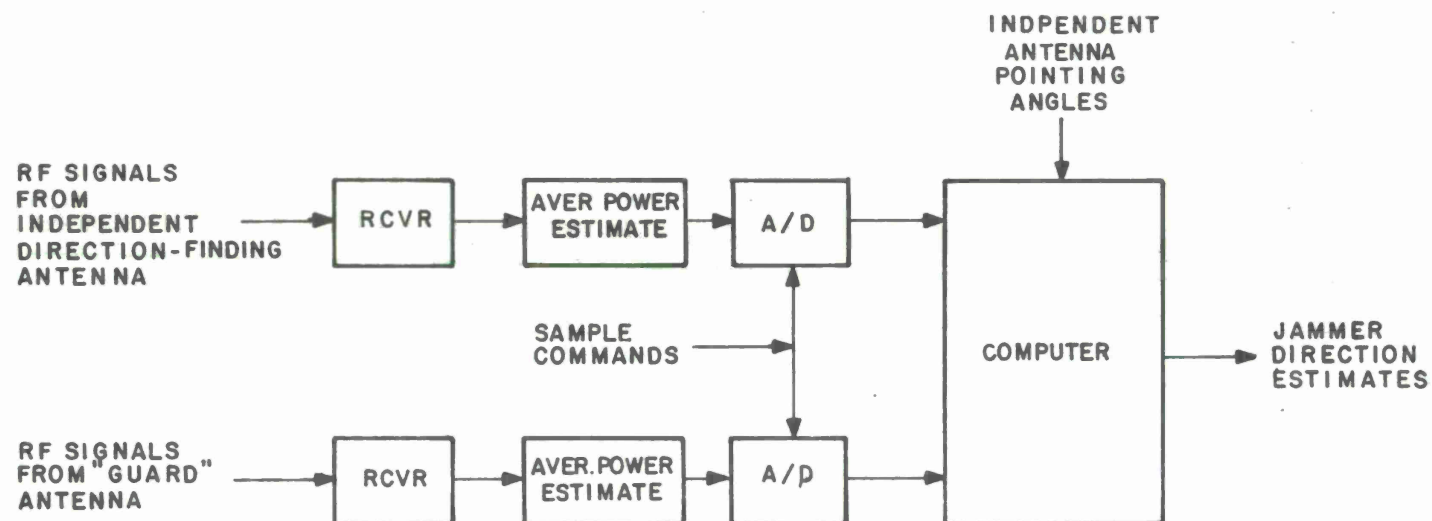 INDPENDENT
ANTENNA
POINTING
ANGLES
RF SIGNALS
FROM
INDEPENDENT
DIRECTION-FINDING
ANTENNA
RCVR
AVER POWER
ESTIMATE
A/D
SAMPLE
COMMANDS
COMPUTER
JAMMER
DIRECTION
ESTIMATES
RF SIGNALS
FROM "GUARD"
ANTENNA
RCVR
AVER. POWER
ESTIMATE
A/D